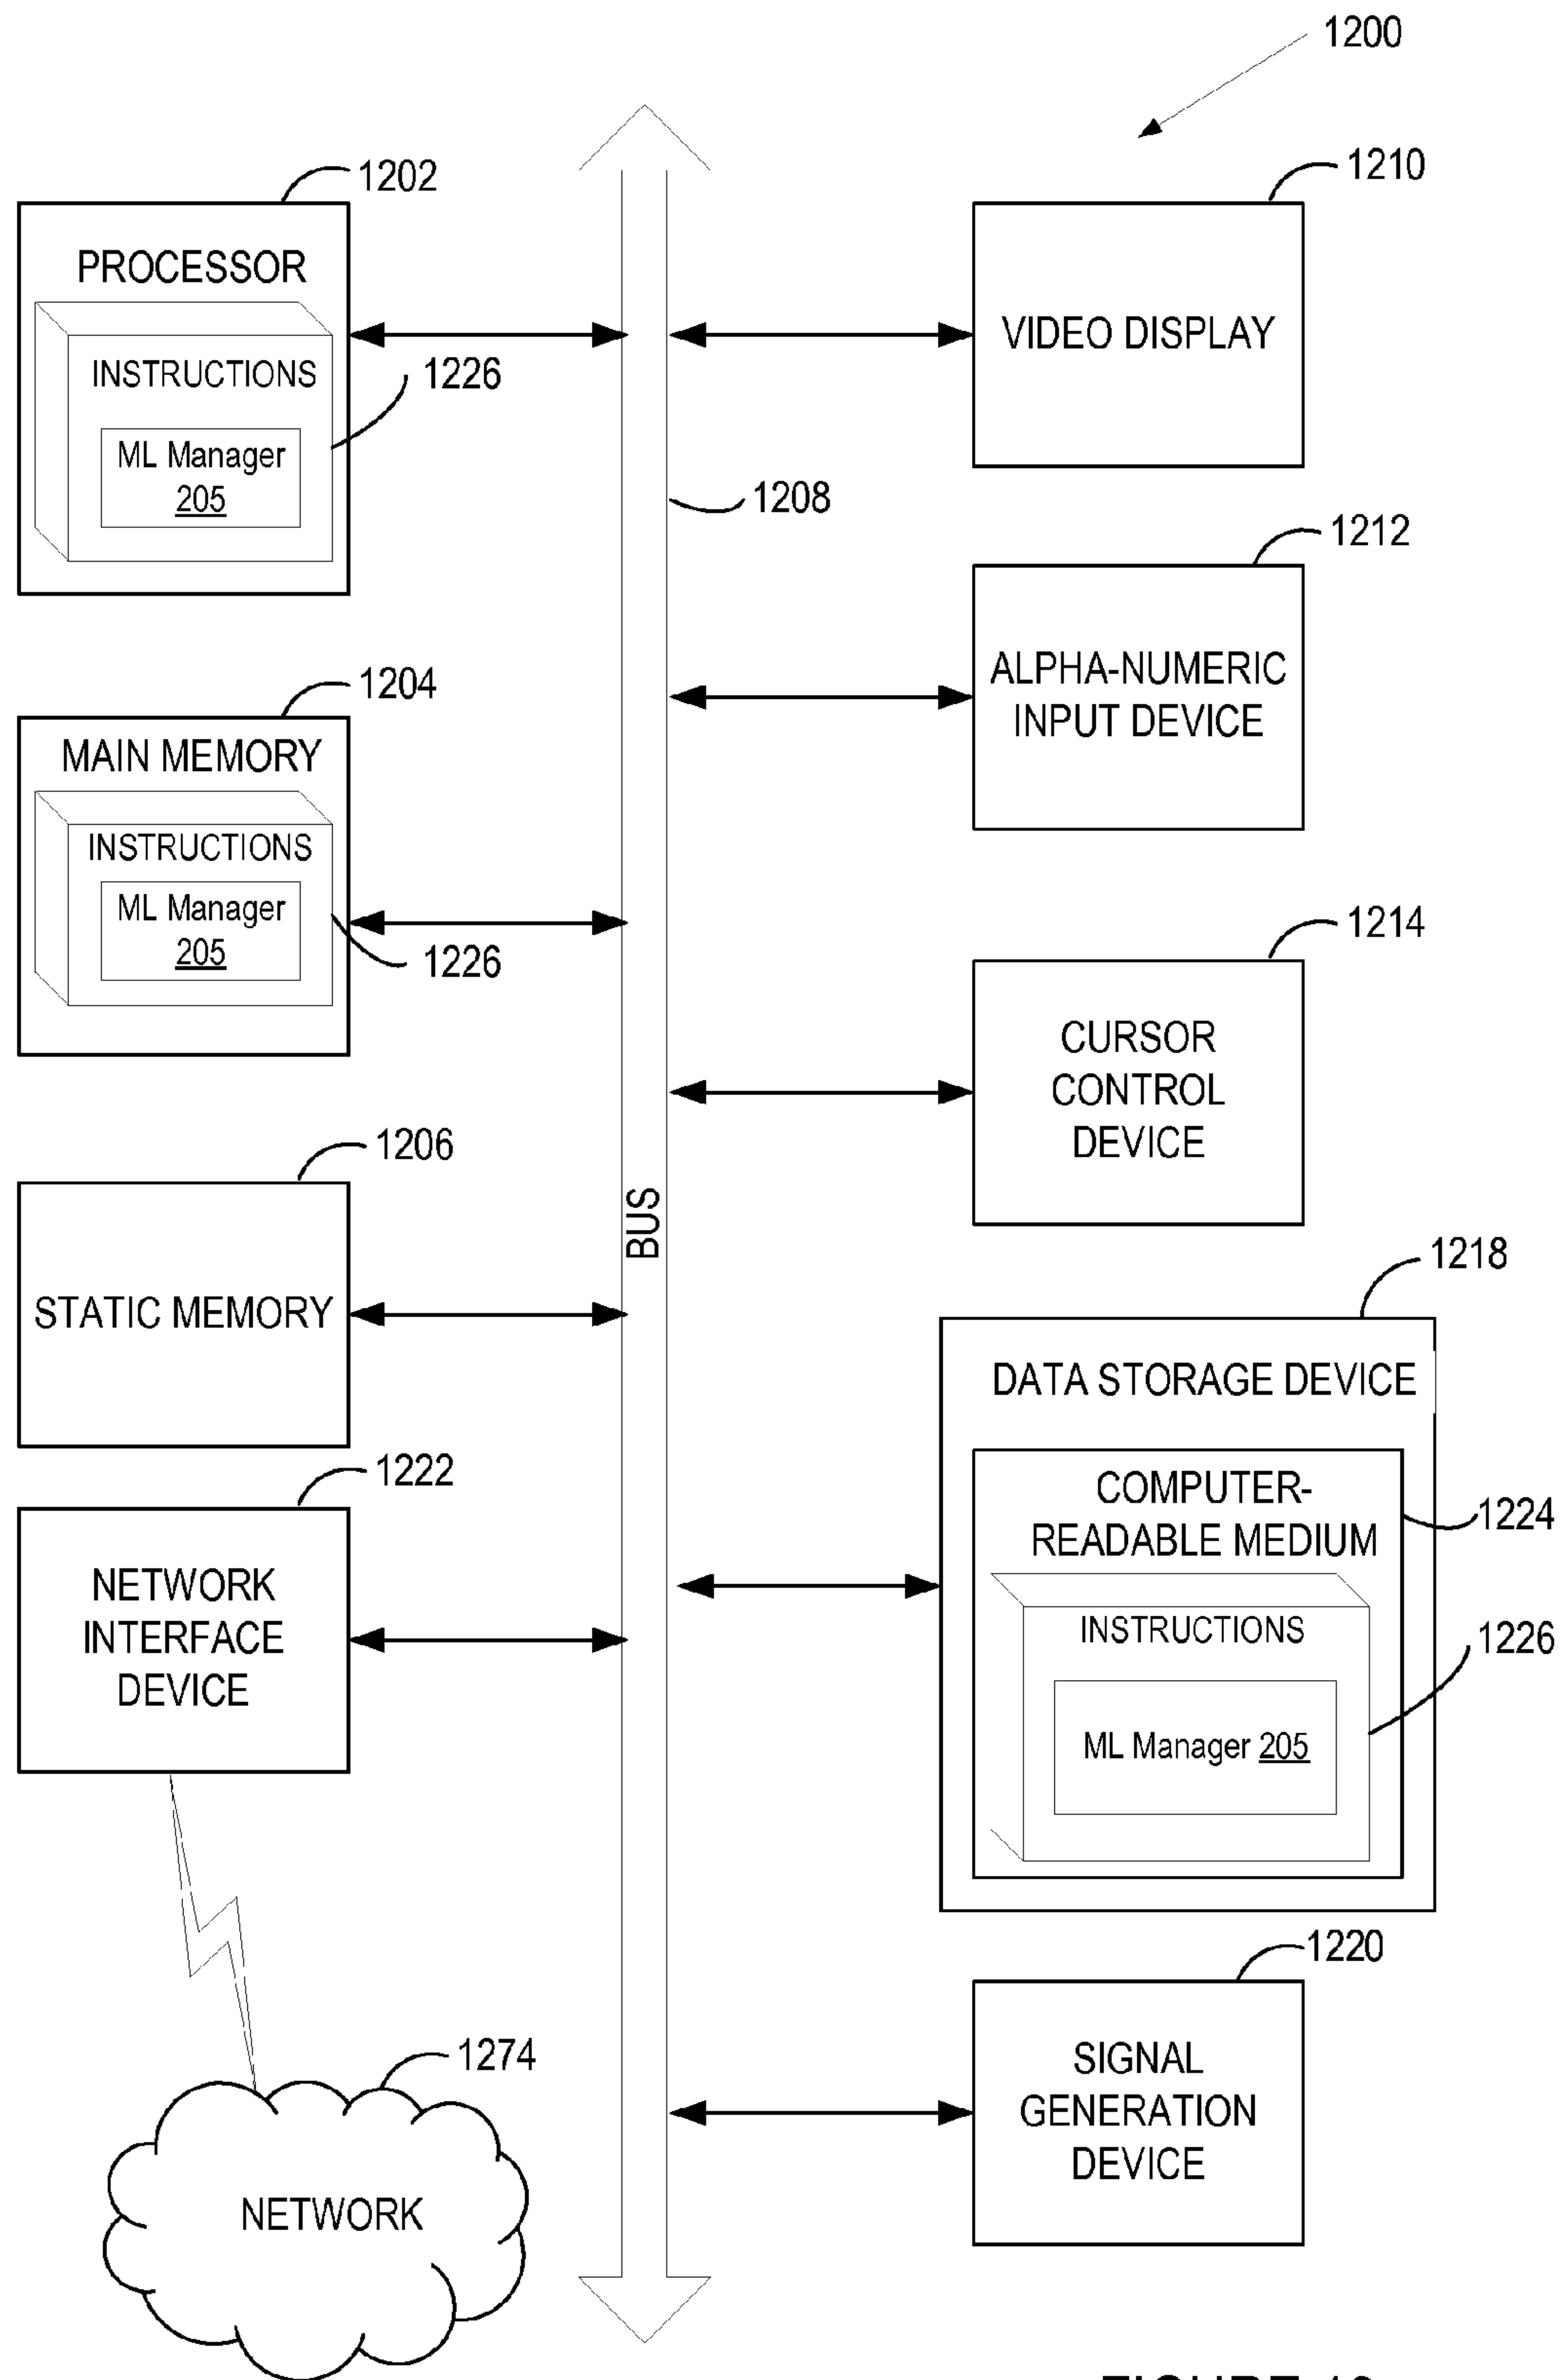 1200
1202
PROCESSOR
INSTRUCTIONS
ML Manager
205
1226
1204
MAIN MEMORY
INSTRUCTIONS
ML Manager
205
1226
1206
STATIC MEMORY
1222
NETWORK
INTERFACE
DEVICE
1274
NETWORK
1208
BUS
1210
VIDEO DISPLAY
1212
ALPHA-NUMERIC
INPUT DEVICE
1214
CURSOR
CONTROL
DEVICE
1218
DATA STORAGE DEVICE
COMPUTER-
READABLE MEDIUM
1224
INSTRUCTIONS
1226
ML Manager 205
1220
SIGNAL
GENERATION
DEVICE